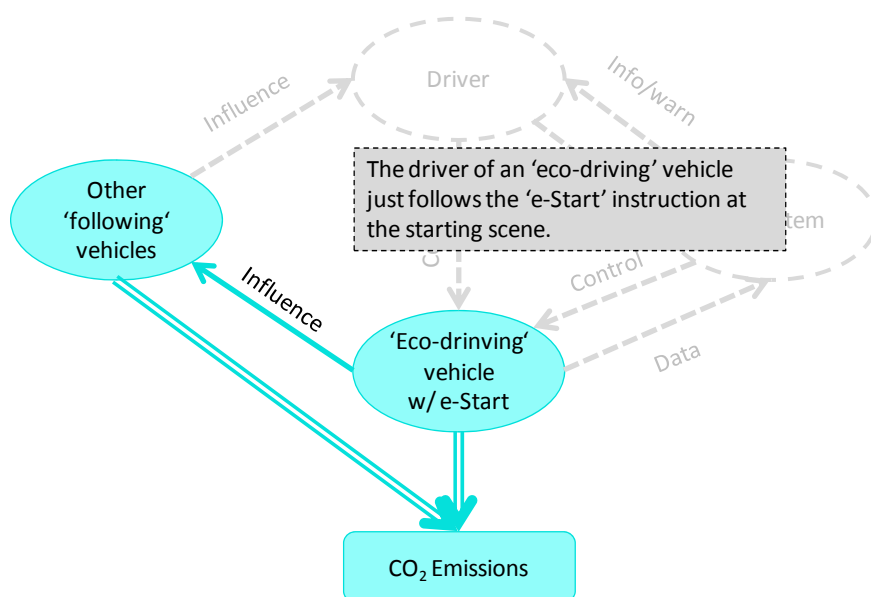 Driver
Influence
Info/warn
The driver of an ‘eco-driving’ vehicle
just follows the ‘e-Start’ instruction at
the starting scene.
Other
‘following‘
vehicles
Influence
Control
Data
‘Eco-drinving‘
vehicle
w/ e-Start
CO₂ Emissions